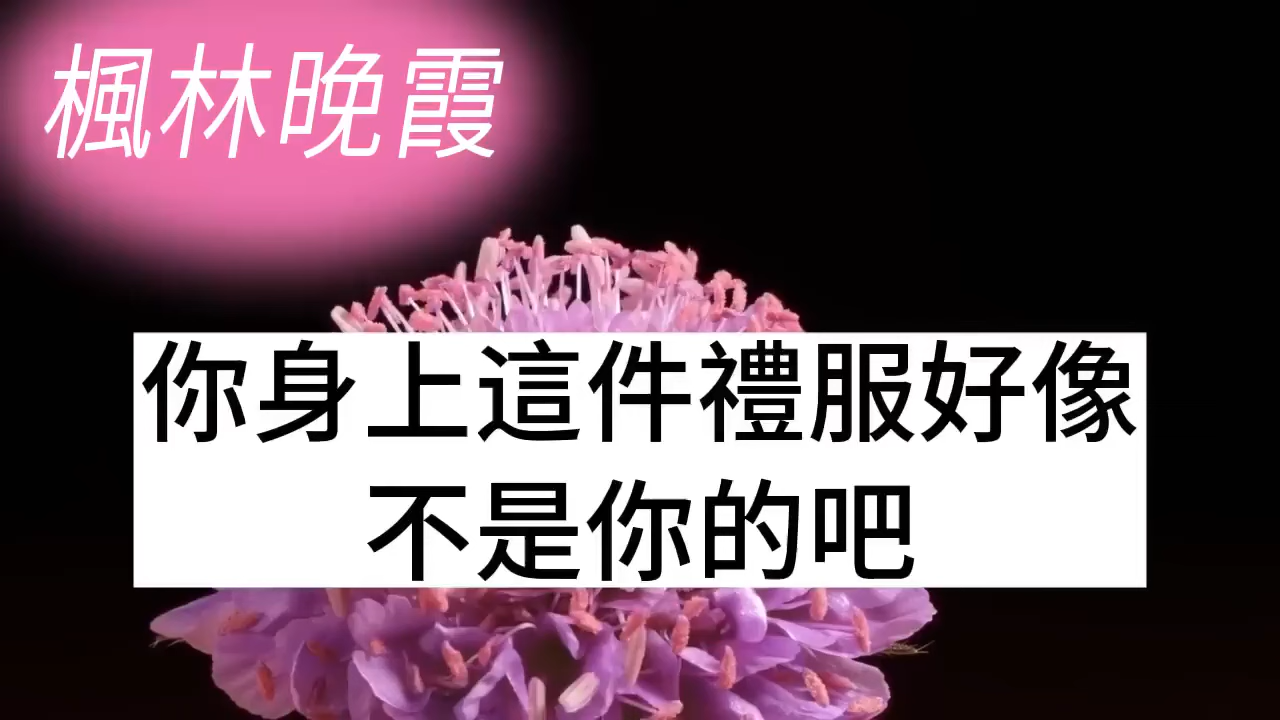 楓林晚霞
你身上這件禮服好像
不是你的吧